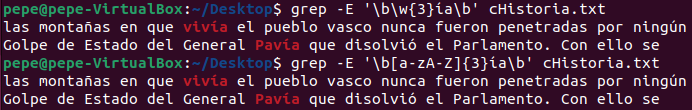 pepe@pepe-VirtualBox:~/Desktop$ grep -E '\b\w{3}ía\b' cHistoria.txt
las montañas en que vivía el pueblo vasco nunca fueron penetradas por ningún
Golpe de Estado del General Pavía que disolvió el Parlamento. Con ello se
pepe@pepe-VirtualBox:~/Desktop$ grep -E '\b[a-zA-Z]{3}ía\b' cHistoria.txt
las montañas en que vivía el pueblo vasco nunca fueron penetradas por ningún
Golpe de Estado del General Pavía que disolvió el Parlamento. Con ello se